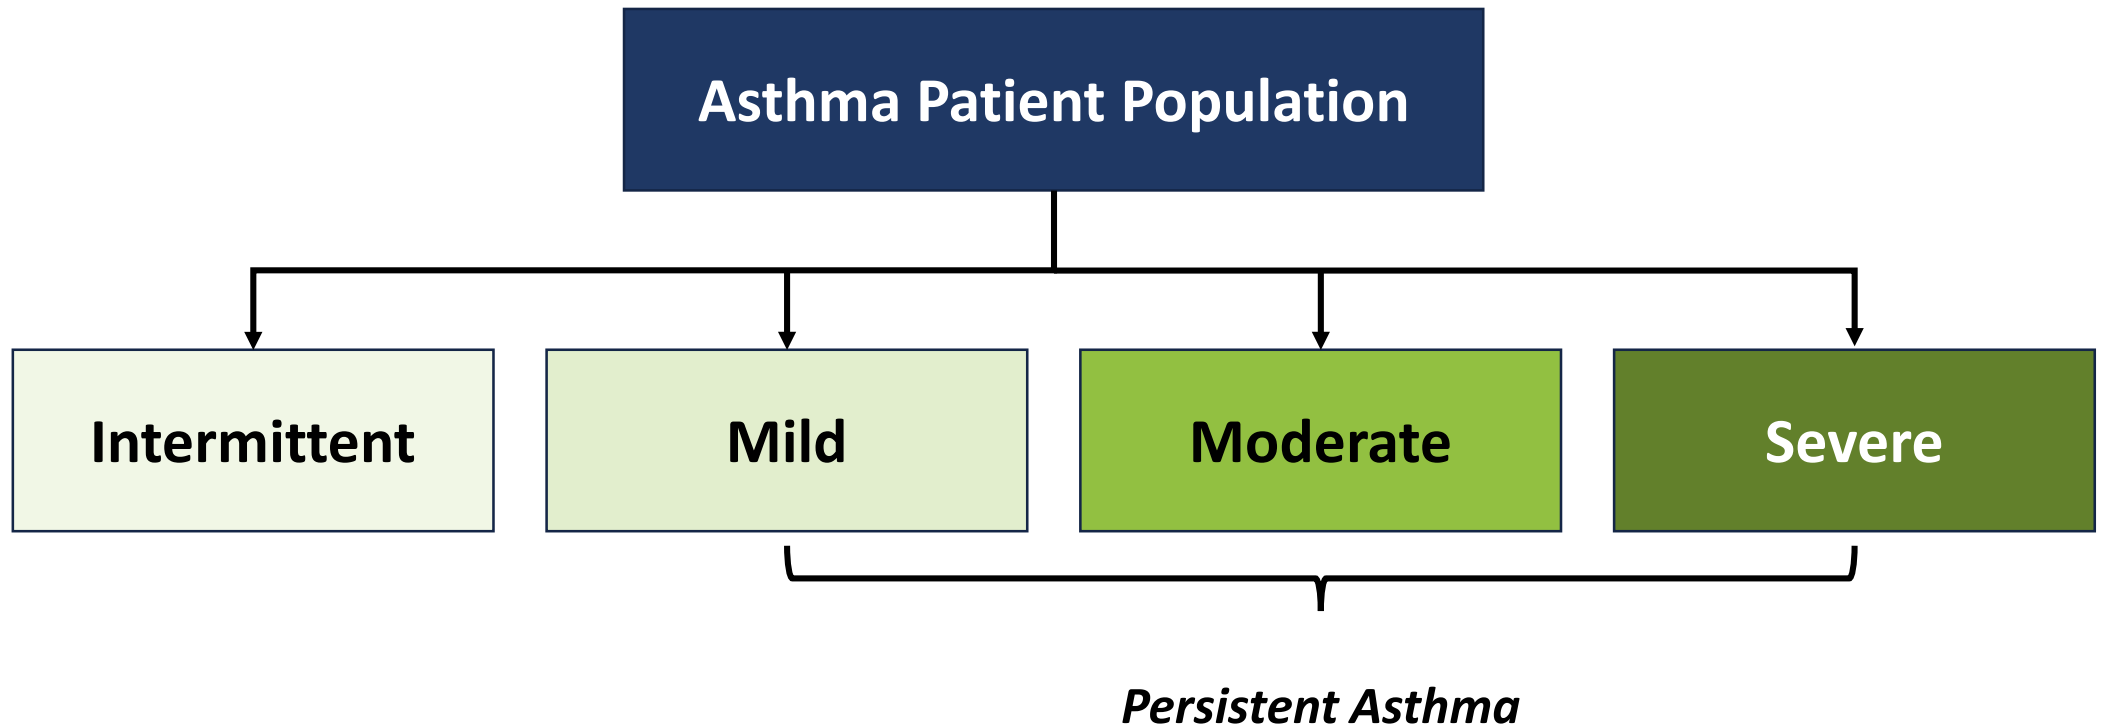 Asthma Patient Population
Intermittent
Mild
Moderate
Severe
Persistent Asthma